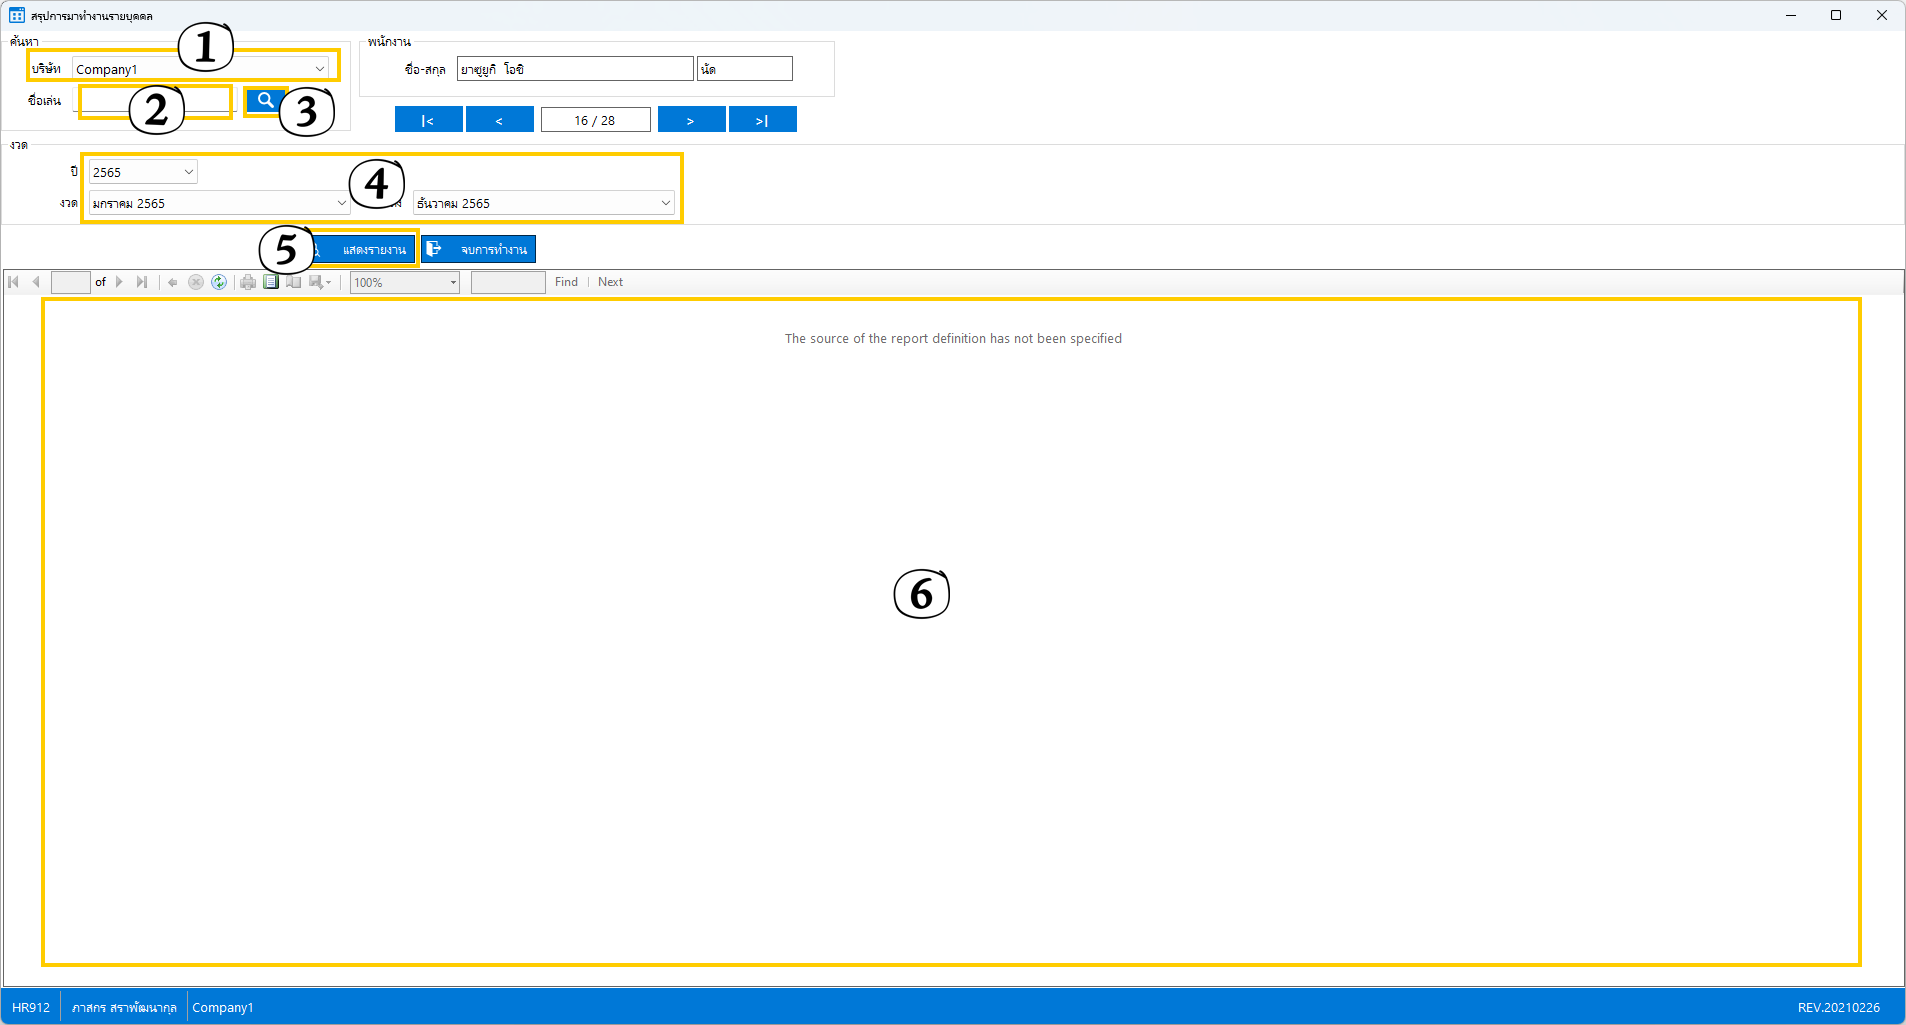 สรุปการมาทำงานรายบุคคล
ค้นหา
1
บริษัท Company1
ชื่อเล่น
2
3
พนักงาน
ชื่อ-สกุล ยาซูยูกิ โอชิ นัด
|< < 16 / 28 > >|
งวด
ปี 2565
4
งวด มกราคม 2565 ธันวาคม 2565
5 แสดงรายงาน จบการทำงาน
of 100% Find | Next
The source of the report definition has not been specified
6
HR912 ภาสกร สราพัฒนากุล Company1 REV.20210226